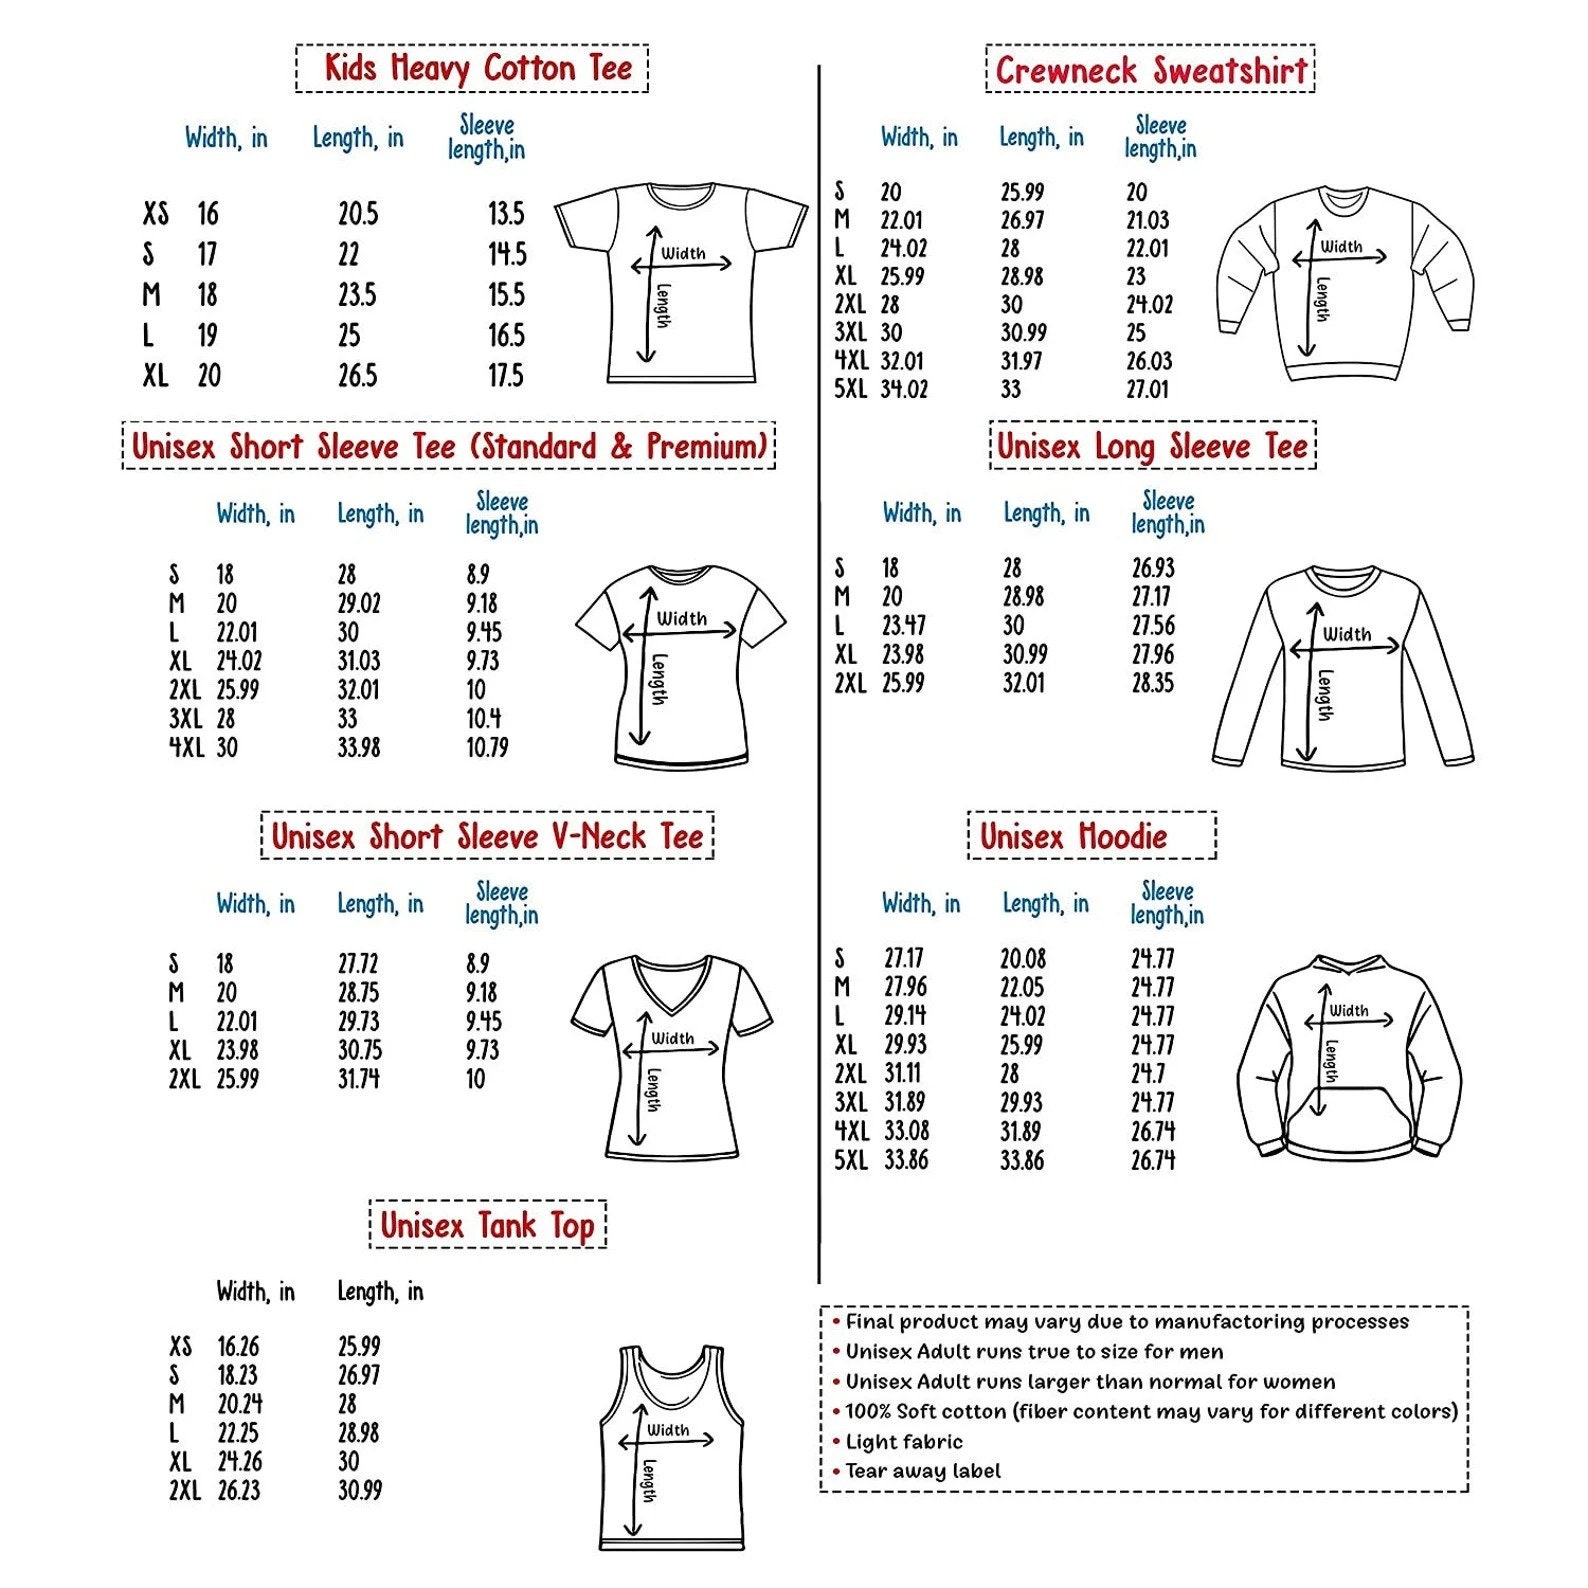 Kids Heavy Cotton Tee
Width, in Length, in Sleeve length,in
XS 16 20.5 13.5
S 17 22 14.5
M 18 23.5 15.5
L 19 25 16.5
XL 20 26.5 17.5
Width
Length
Unisex Short Sleeve Tee (Standard & Premium)
Width, in Length, in Sleeve length,in
S 18 28 8.9
M 20 29.02 9.18
L 22.01 30 9.45
XL 24.02 31.03 9.73
2XL 25.99 32.01 10
3XL 28 33 10.4
4XL 30 33.98 10.79
Width
Length
Unisex Short Sleeve V-Neck Tee
Width, in Length, in Sleeve length,in
S 18 27.72 8.9
M 20 28.75 9.18
L 22.01 29.73 9.45
XL 23.98 30.75 9.73
2XL 25.99 31.74 10
Width
Length
Unisex Tank Top
Width, in Length, in
XS 16.26 25.99
S 18.23 26.97
M 20.24 28
L 22.25 28.98
XL 24.26 30
2XL 26.23 30.99
Width
Length
Crewneck Sweatshirt
Width, in Length, in Sleeve length,in
S 20 25.99 20
M 22.01 26.97 21.03
L 24.02 28 22.01
XL 25.99 28.98 23
2XL 28 30 24.02
3XL 30 30.99 25
4XL 32.01 31.97 26.03
5XL 34.02 33 27.01
Width
Length
Unisex Long Sleeve Tee
Width, in Length, in Sleeve length,in
S 18 28 26.93
M 20 28.98 27.17
L 23.47 30 27.56
XL 23.98 30.99 27.96
2XL 25.99 32.01 28.35
Width
Length
Unisex Hoodie
Width, in Length, in Sleeve length,in
S 27.17 20.08 24.77
M 27.96 22.05 24.77
L 29.14 24.02 24.77
XL 29.93 25.99 24.77
2XL 31.11 28 24.7
3XL 31.89 29.93 24.77
4XL 33.08 31.89 26.74
5XL 33.86 33.86 26.74
Width
Length
• Final product may vary due to manufactoring processes
• Unisex Adult runs true to size for men
• Unisex Adult runs larger than normal for women
• 100% Soft cotton (fiber content may vary for different colors)
• Light fabric
• Tear away label